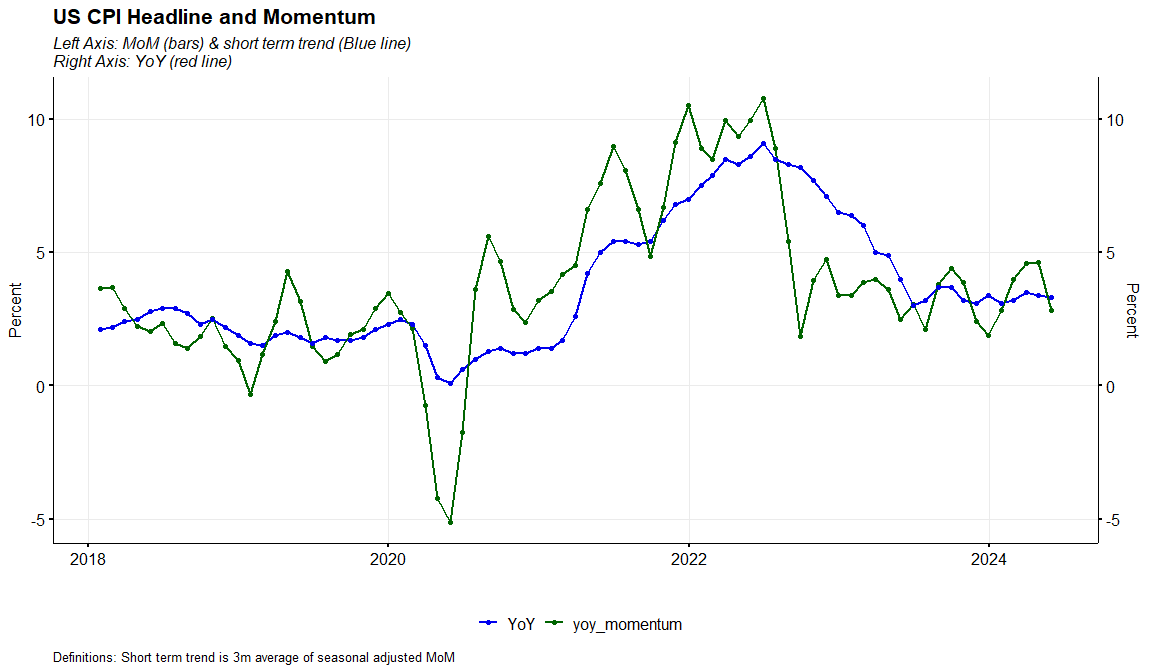 US CPI Headline and Momentum
Left Axis: MoM (bars) & short term trend (Blue line)
Right Axis: YoY (red line)
10
5
0
-5
Percent
10
5
0
-5
Percent
2018
2020
2022
2024
YoY
yoy_momentum
Definitions: Short term trend is 3m average of seasonal adjusted MoM